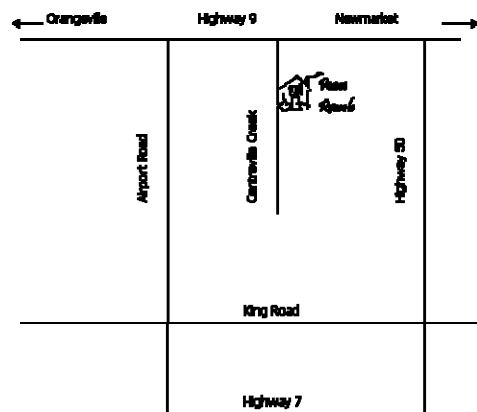 Orangeville Highway 9 Newmarket
Airport Road
Centreville Creek
Highway 50
King Road
Highway 7